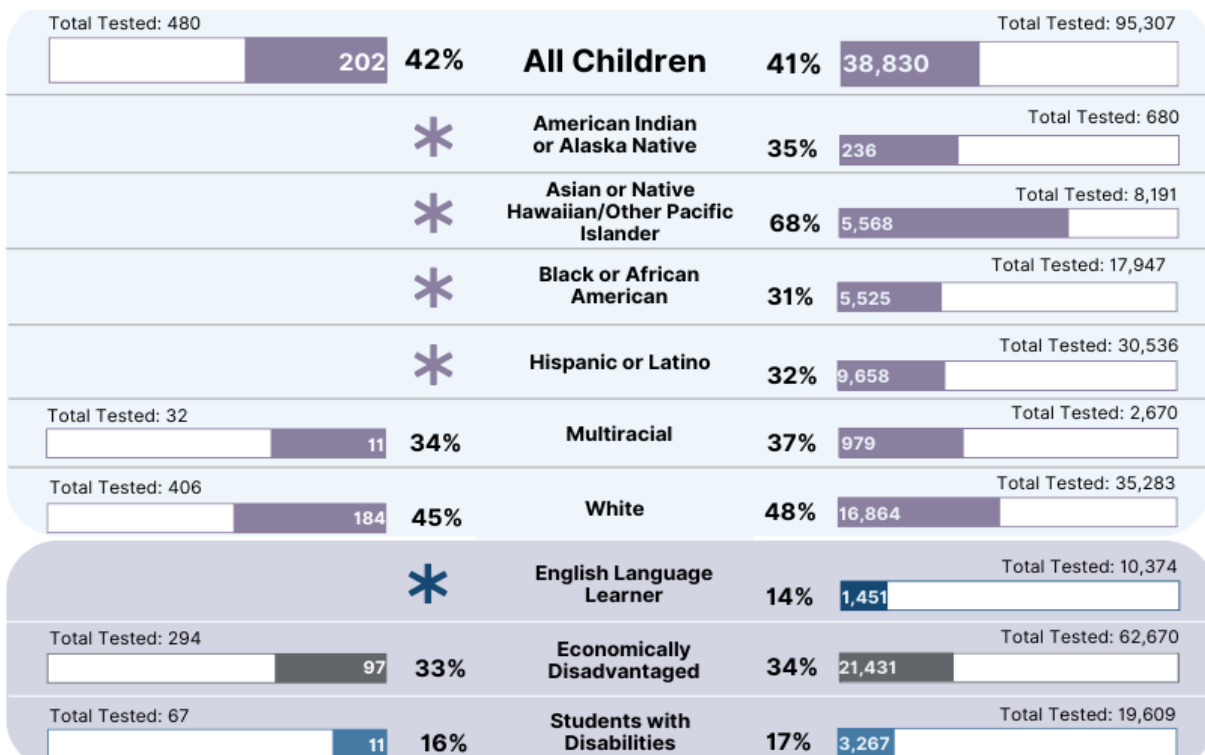 Total Tested: 480
Total Tested: 95,307
202 42% All Children 41% 38,830
American Indian
or Alaska Native
Total Tested: 680
* 35% 236
Asian or Native
Hawaiian/Other Pacific
Islander
Total Tested: 8,191
* 68% 5,568
Black or African
American
Total Tested: 17,947
* 31% 5,525
Total Tested: 30,536
* Hispanic or Latino 32% 9,658
Total Tested: 32
Total Tested: 2,670
11 34% Multiracial 37% 979
Total Tested: 406
Total Tested: 35,283
184 45% White 48% 16,864
English Language
Learner
Total Tested: 10,374
* 14% 1,451
Total Tested: 294
Economically
Disadvantaged
Total Tested: 62,670
97 33% 34% 21,431
Total Tested: 67
Students with
Disabilities
Total Tested: 19,609
11 16% 17% 3,267